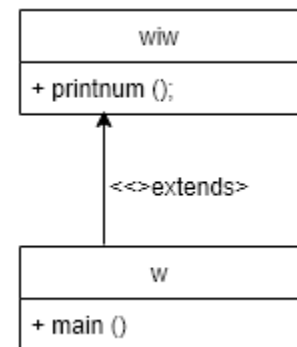 wiw
+ printnum ();
<<>extends>
w
+ main ()